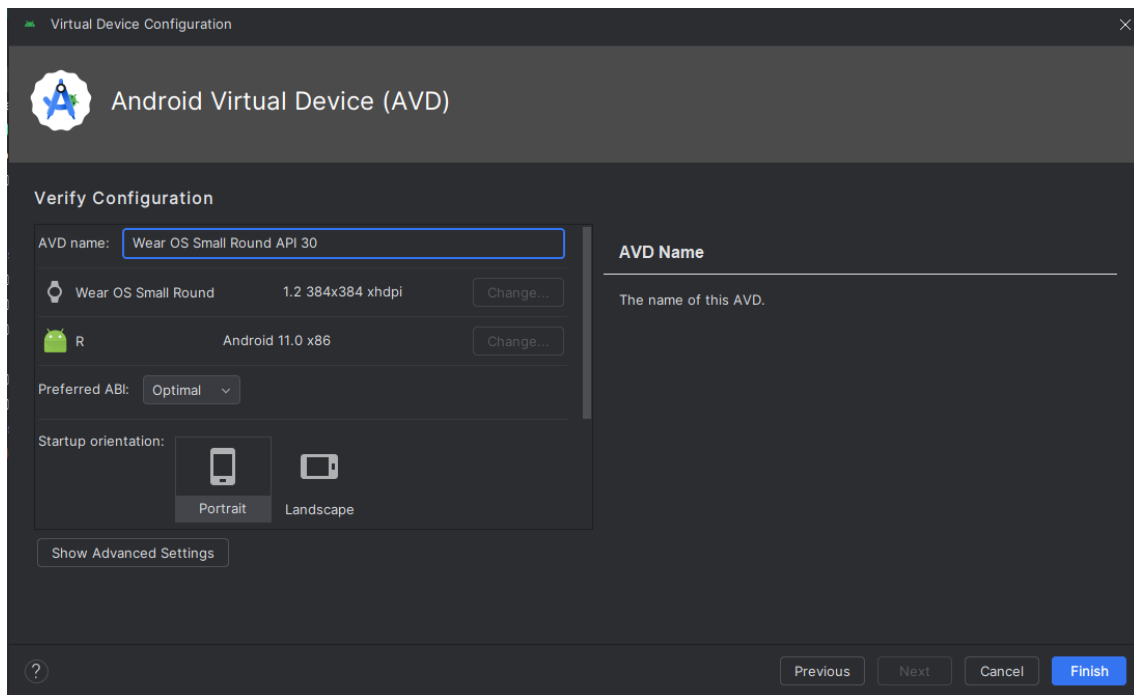 Virtual Device Configuration
Android Virtual Device (AVD)
Verify Configuration
AVD name: Wear OS Small Round API 30
Wear OS Small Round 1.2 384x384 xhdpi Change...
R Android 11.0 x86 Change...
Preferred ABI: Optimal
Startup orientation:
Portrait
Landscape
Show Advanced Settings
AVD Name
The name of this AVD.
? Previous Next Cancel Finish